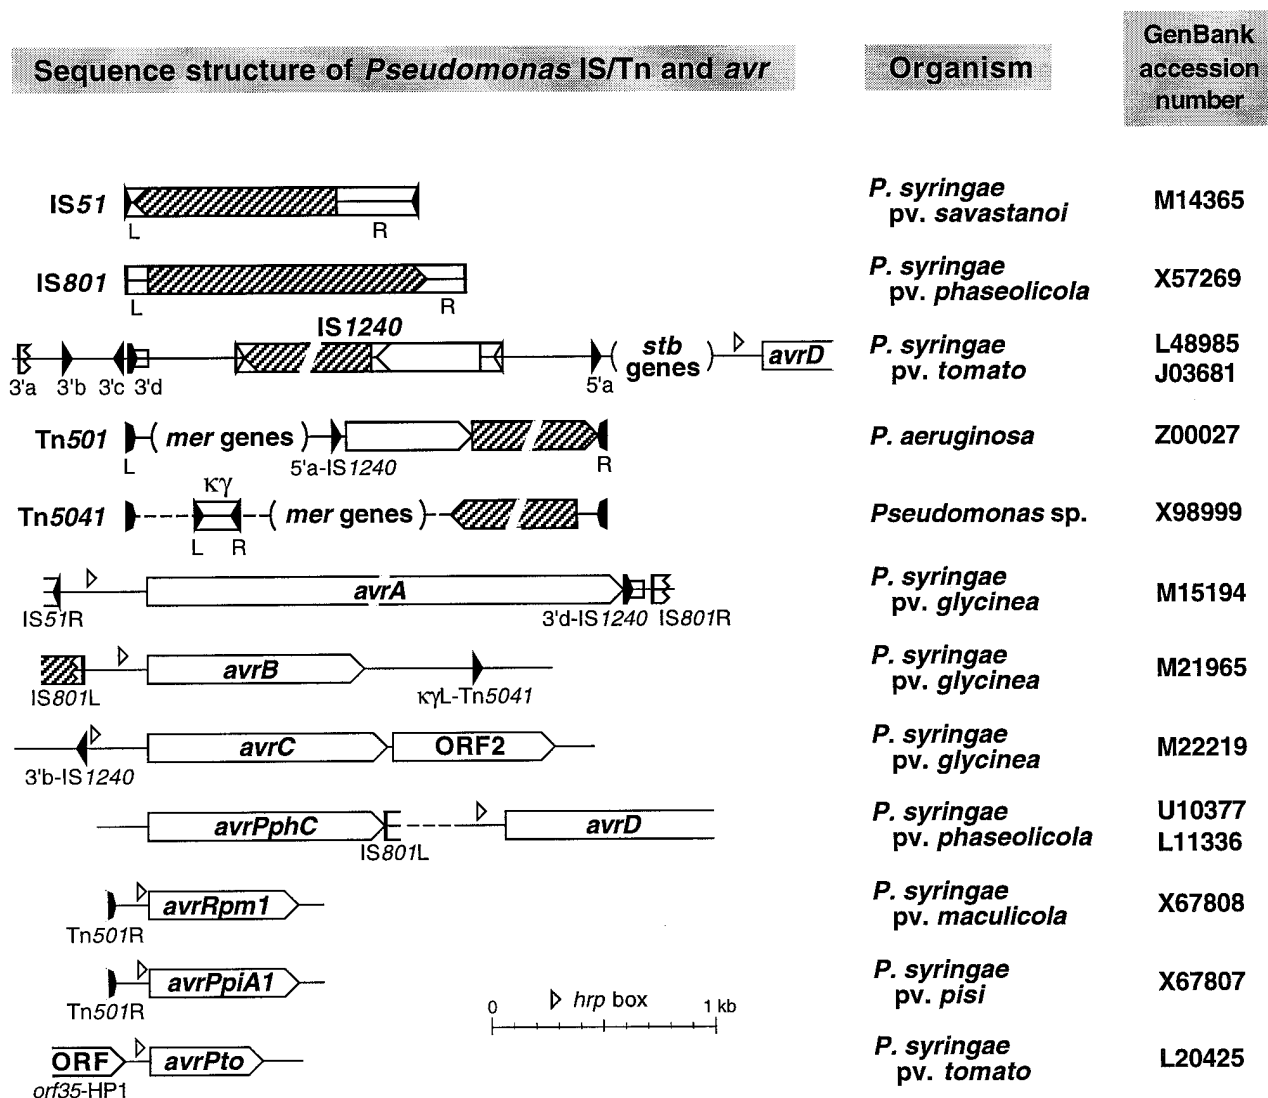 Sequence structure of Pseudomonas IS/Tn and avr
Organism
GenBank
accession
number
IS51
L
R
P. syringae
pv. savastanoi
M14365
IS801
L
R
P. syringae
pv. phaseolicola
X57269
IS1240
3'a
3'b
3'c
3'd
5'a
stb
genes
avrD
P. syringae
pv. tomato
L48985
J03681
Tn501
L
(mer genes)
5'a-IS1240
R
P. aeruginosa
Z00027
Tn5041
κγ
L
R
(mer genes)
Pseudomonas sp.
X98999
IS51R
avrA
3'd-IS1240
IS801R
P. syringae
pv. glycinea
M15194
IS801L
avrB
κγL-Tn5041
P. syringae
pv. glycinea
M21965
3'b-IS1240
avrC
ORF2
P. syringae
pv. glycinea
M22219
avrPphC
IS801L
avrD
P. syringae
pv. phaseolicola
U10377
L11336
Tn501R
avrRpm1
P. syringae
pv. maculicola
X67808
Tn501R
avrPpiA1
P. syringae
pv. pisi
X67807
0
hrp box
1 kb
ORF
orf35-HP1
avrPto
P. syringae
pv. tomato
L20425